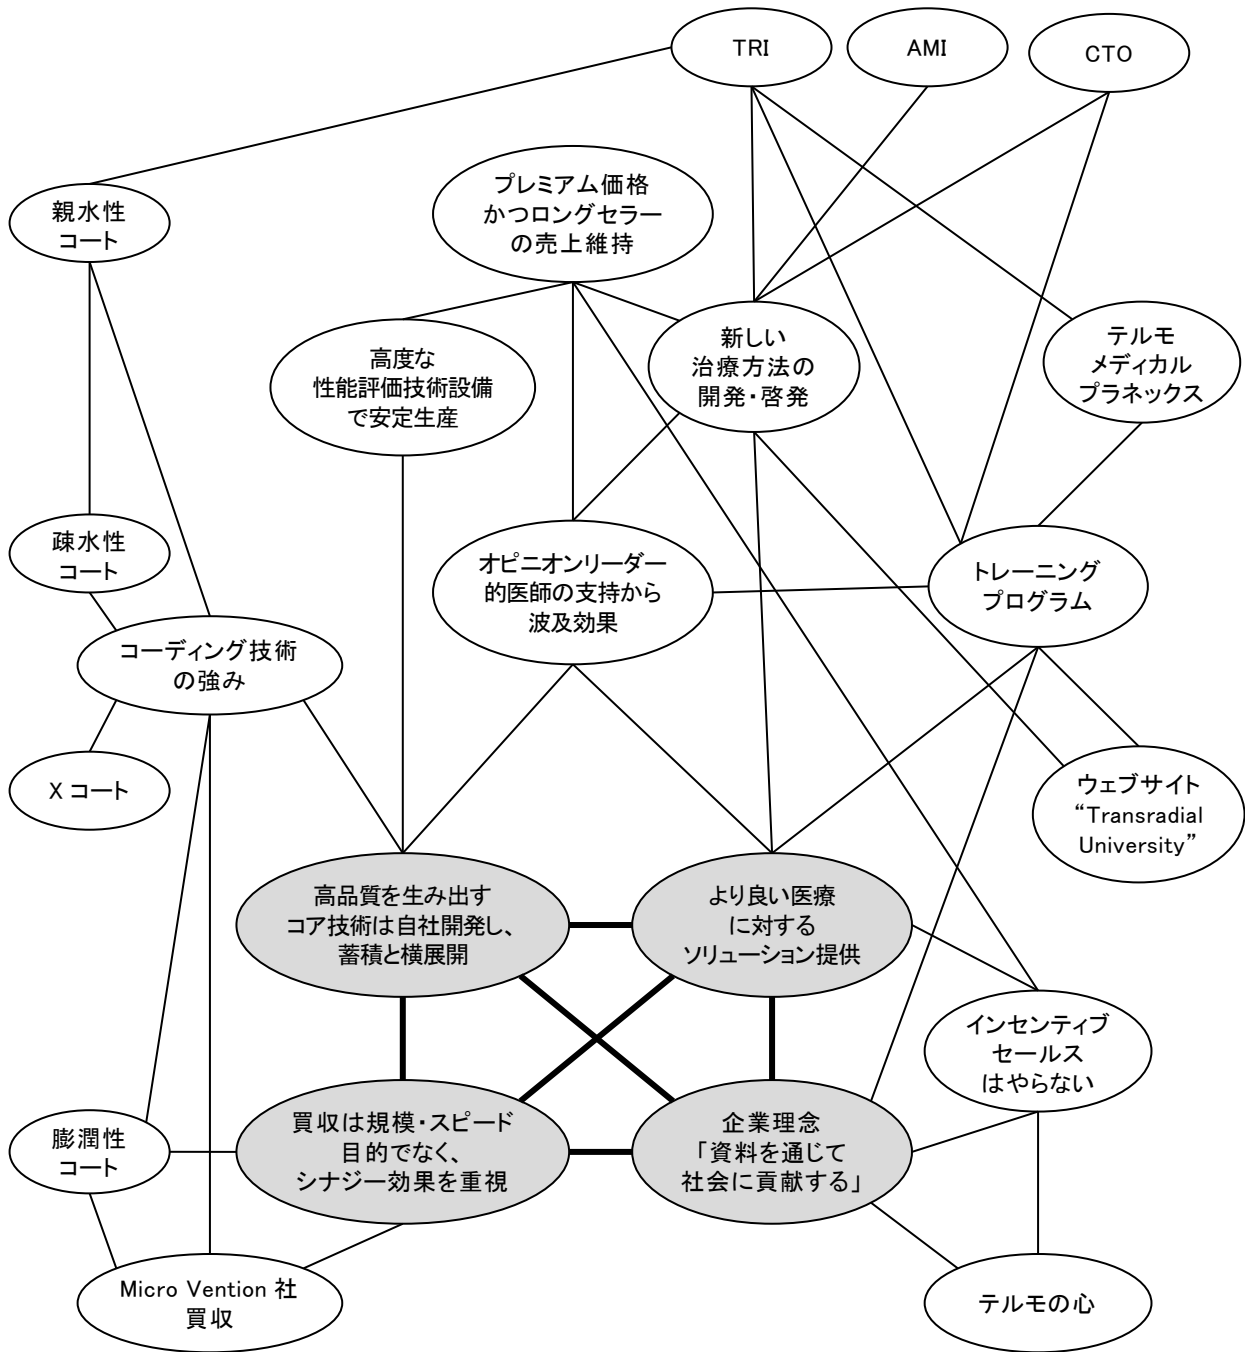 TRI
AMI
CTO
プレミアム価格
かつロングセラー
の売上維持
親水性
コート
高度な
性能評価技術設備
で安定生産
新しい
治療方法の
開発・啓発
テルモ
メディカル
プラネックス
疎水性
コート
オピニオンリーダー
的医師の支持から
波及効果
トレーニング
プログラム
コーディング技術
の強み
X コート
ウェブサイト
“Transradial
University”
高品質を生み出す
コア技術は自社開発し、
蓄積と横展開
より良い医療
に対する
ソリューション提供
インセンティブ
セールス
はやらない
膨潤性
コート
買収は規模・スピード
目的でなく、
シナジー効果を重視
企業理念
「資料を通じて
社会に貢献する」
Micro Vention 社
買収
テルモの心